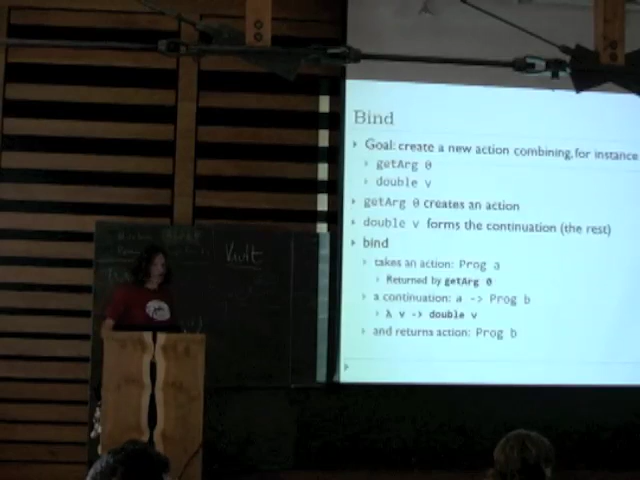 Bind
Goal: create a new action combining, for instance
getArg 0
double v
getArg 0 creates an action
double v forms the continuation (the rest)
bind
takes an action: Prog a
Returned by getArg 0
a continuation: a -> Prog b
λ v -> double v
and returns action: Prog b
Vault